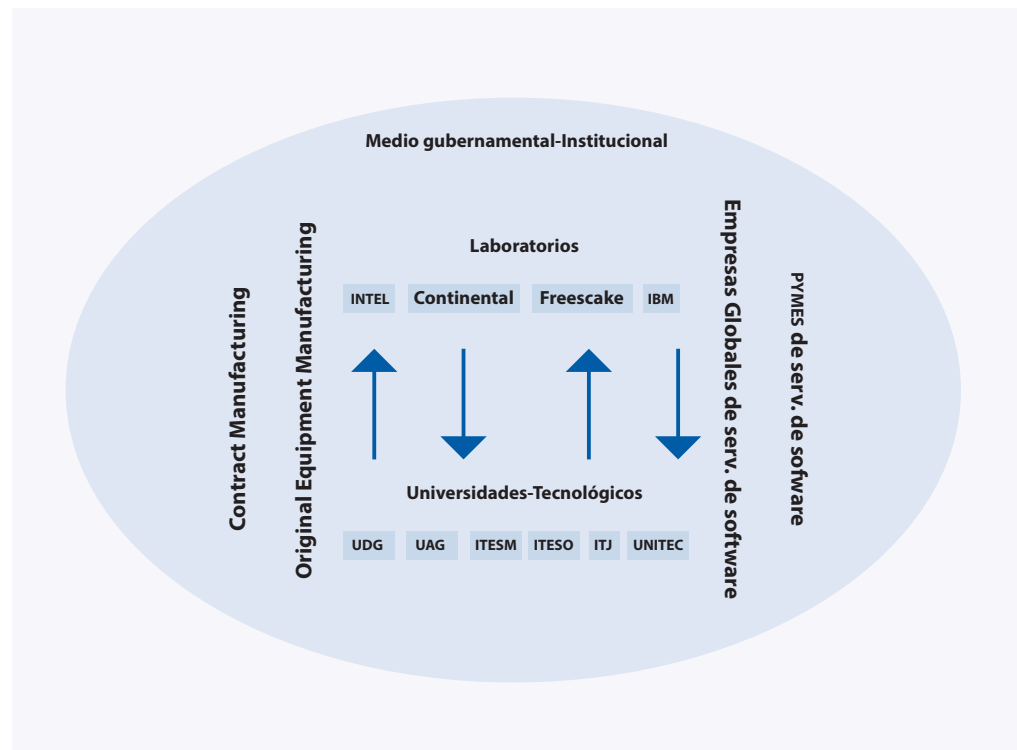 Medio gubernamental-Institucional
Contract Manufacturing
Original Equipment Manufacturing
Laboratorios
INTEL
Continental
Freescake
IBM
Universidades-Tecnológicos
UDG
UAG
ITESM
ITESO
ITJ
UNITEC
Empresas Globales de serv. de software
PYMES de serv. de sofware